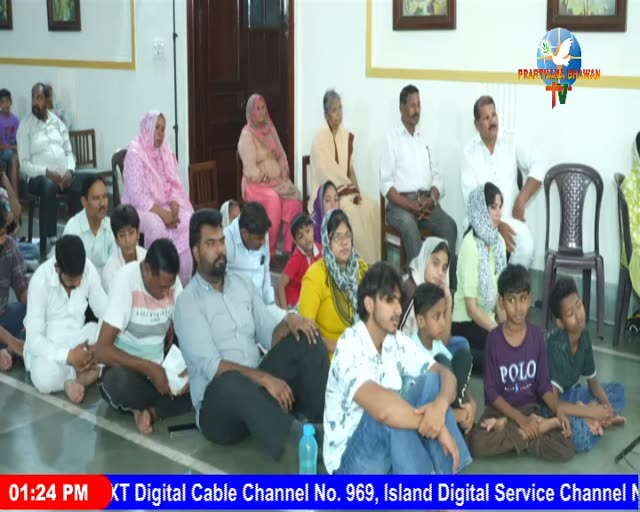 PRARTHANA BHAWAN
TV
POLO
01:24 PM
XT Digital Cable Channel No. 969, Island Digital Service Channel N